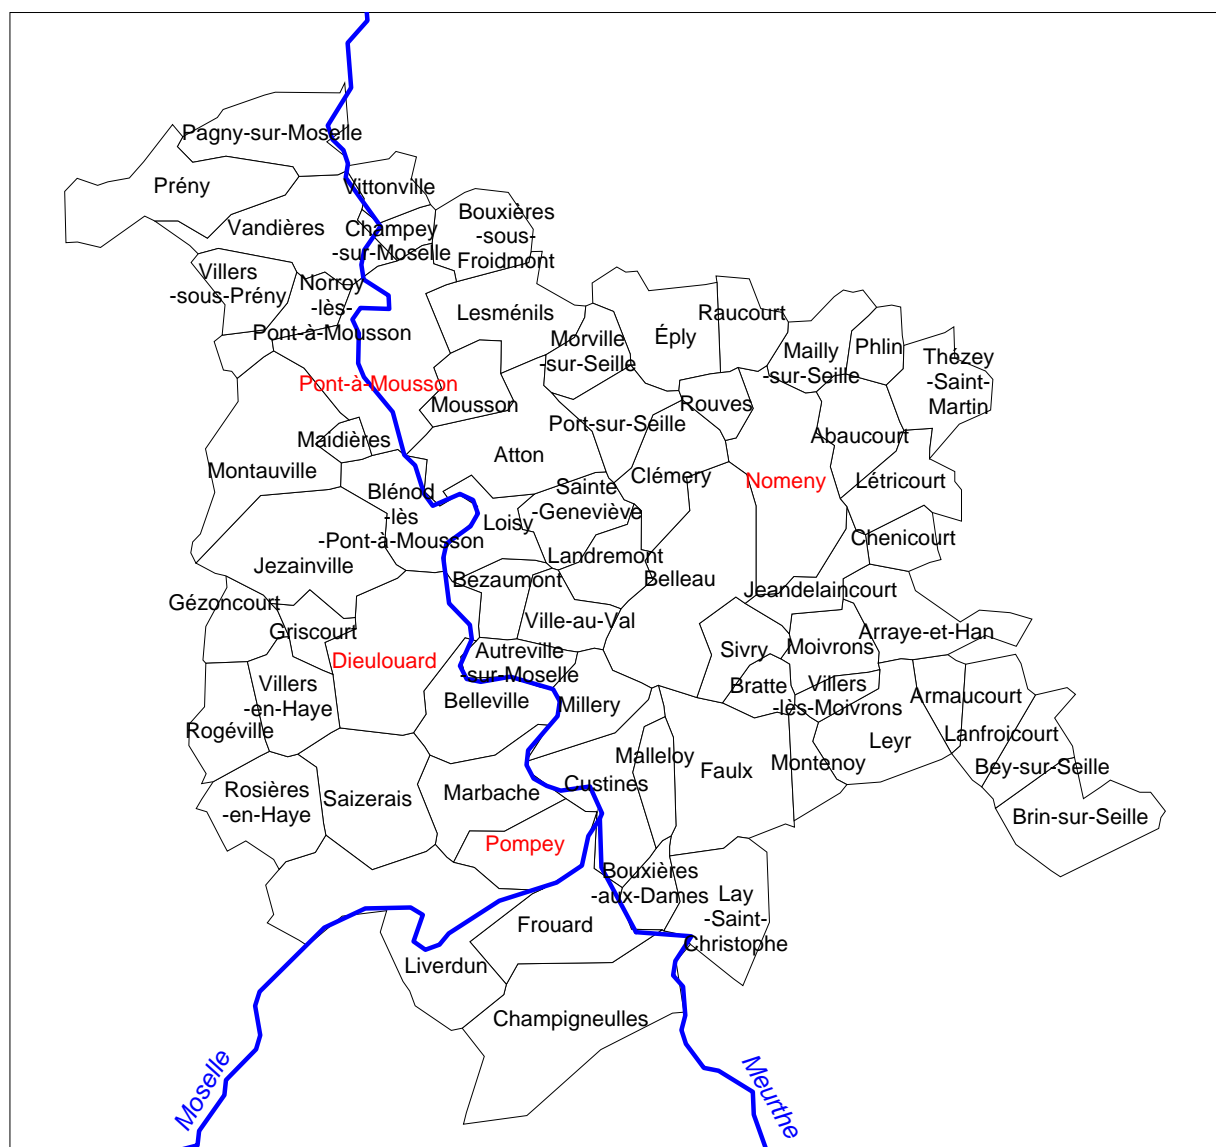 Pagny-sur-Moselle
Prény
Vittonville
Vandières
Champey
-sur-Moselle
Bouxières
-sous-
Froidmont
Villers
-sous-Prény
Norroy
-lès-
Pont-à-Mousson
Lesménils
Morville
-sur-Seille
Éply
Raucourt
Mailly
-sur-Seille
Phlin
Thézey
-Saint-
Martin
Pont-à-Mousson
Mousson
Rouves
Port-sur-Seille
Abaucourt
Maidières
Montauville
Atton
Clémery
Nomeny
Létricourt
Blénod
-lès
-Pont-à-Mousson
Loisy
Sainte
-Geneviève
Chenicourt
Jezainville
Landremont
Bezaumont
Belleau
Jeandelaincourt
Gézoncourt
Griscourt
Ville-au-Val
Arraye-et-Han
Dieulouard
Autreville
-sur-Moselle
Sivry
Moivrons
Villers
-en-Haye
Belleville
Millery
Bratte
Villers
-lès-Moivrons
Armaucourt
Rogéville
Leyr
Lanfroicourt
Malleloy
Faulx
Montenoy
Bey-sur-Seille
Rosières
-en-Haye
Saizerais
Marbache
Custines
Brin-sur-Seille
Pompey
Bouxières
-aux-Dames
Lay
-Saint-
Christophe
Frouard
Liverdun
Champigneulles
Moselle
Meurthe